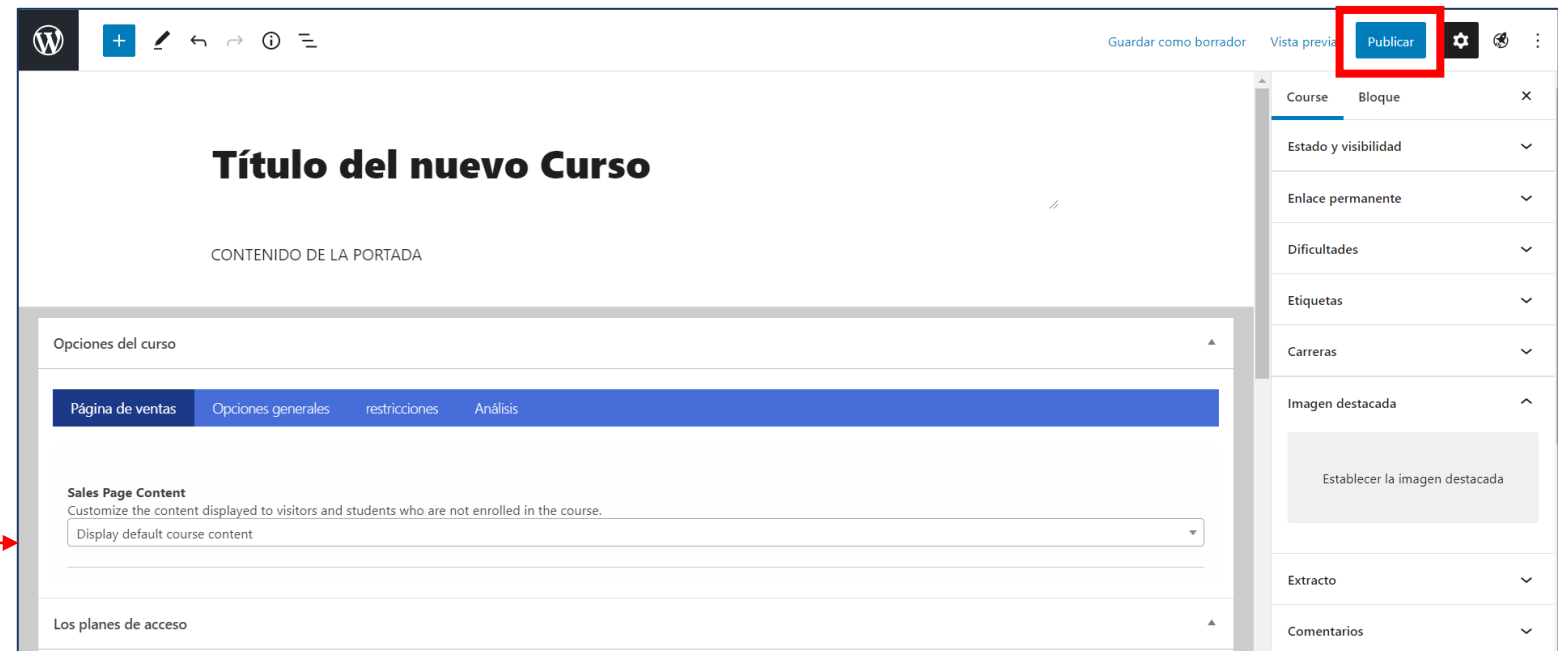 Guardar como borrador Vista previa Publicar
Course Bloque
Título del nuevo Curso
CONTENIDO DE LA PORTADA
Opciones del curso
Página de ventas Opciones generales restricciones Análisis
Sales Page Content
Customize the content displayed to visitors and students who are not enrolled in the course.
Display default course content
Los planes de acceso
Estado y visibilidad
Enlace permanente
Dificultades
Etiquetas
Carreras
Imagen destacada
Establecer la imagen destacada
Extracto
Comentarios